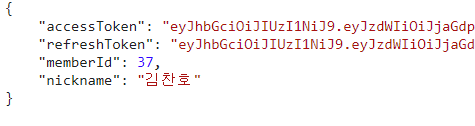 {
"accessToken": "eyJhbGciOiJIUzI1NiJ9.eyJzdWIiOiJjaGdp
"refreshToken": "eyJhbGciOiJIUzI1NiJ9.eyJzdWIiOiJjaGd
"memberId": 37,
"nickname": "김찬호"
}